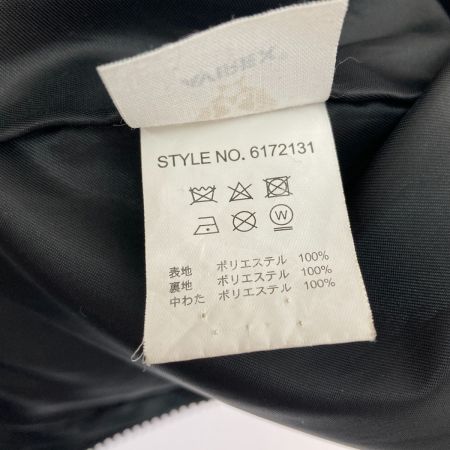 AVIREX
STYLE NO. 6172131
W
表地 ポリエステル 100%
裏地 ポリエステル 100%
中わた ポリエステル 100%